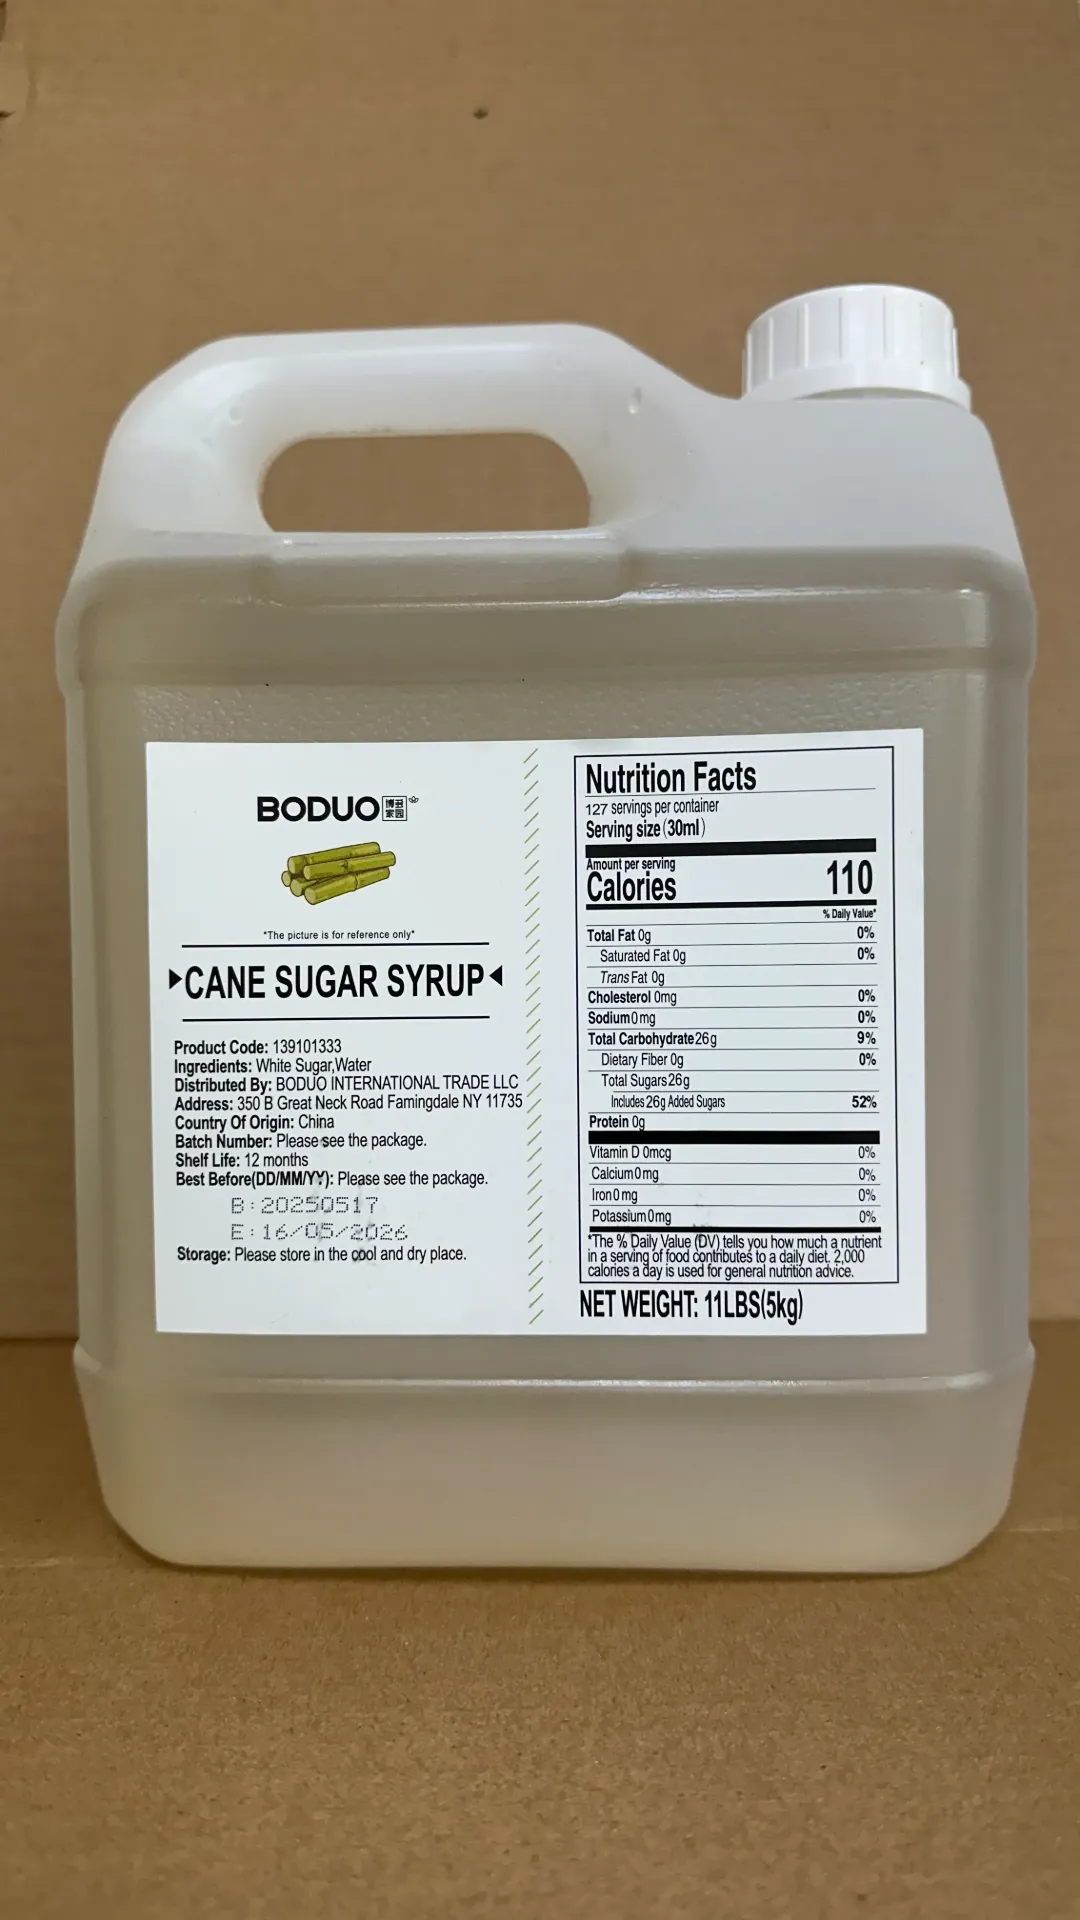 BODUO 博多家园
*The picture is for reference only*
CANE SUGAR SYRUP
Product Code: 139101333
Ingredients: White Sugar,Water
Distributed By: BODUO INTERNATIONAL TRADE LLC
Address: 350 B Great Neck Road Famingdale NY 11735
Country Of Origin: China
Batch Number: Please see the package.
Shelf Life: 12 months
Best Before(DD/MM/YY): Please see the package.
B:20250517
E:16/05/2026
Storage: Please store in the cool and dry place.
Nutrition Facts
127 servings per container
Serving size(30ml)
Amount per serving
Calories 110
% Daily Value*
Total Fat 0g 0%
Saturated Fat 0g 0%
Trans Fat 0g
Cholesterol 0mg 0%
Sodium 0mg 0%
Total Carbohydrate 26g 9%
Dietary Fiber 0g 0%
Total Sugars 26g
Includes 26g Added Sugars 52%
Protein 0g
Vitamin D 0mcg 0%
Calcium 0mg 0%
Iron 0mg 0%
Potassium 0mg 0%
*The % Daily Value (DV) tells you how much a nutrient
in a serving of food contributes to a daily diet. 2,000
calories a day is used for general nutrition advice.
NET WEIGHT: 11LBS(5kg)